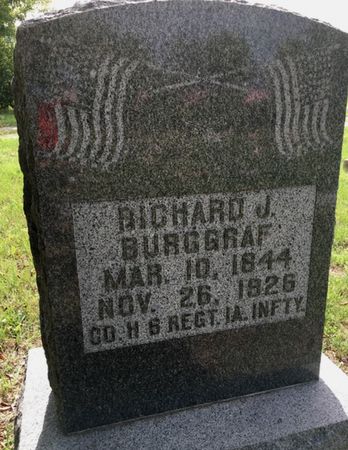 RICHARD J.
BURGGRAF
MAR. 10, 1844
NOV. 26, 1926
CO. H 6 REGT. IA. INFTY.